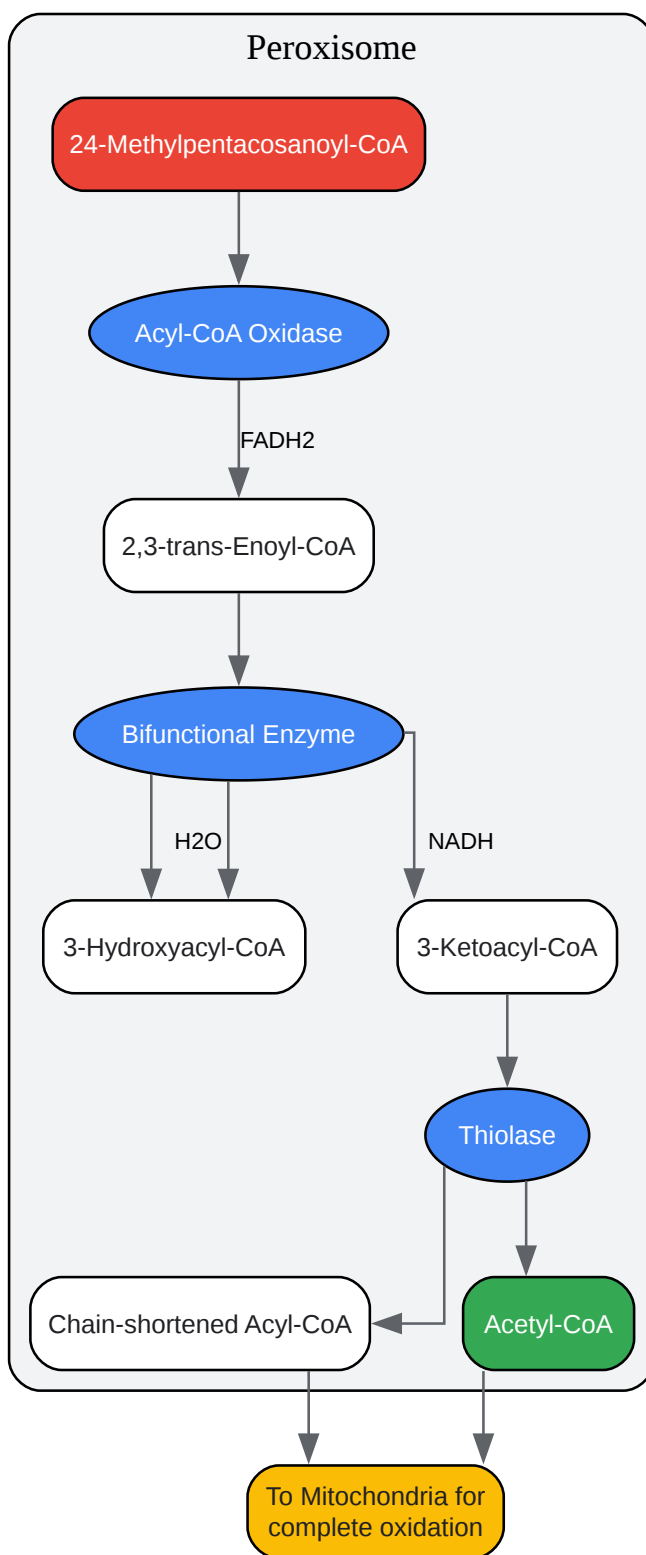 Peroxisome
24-Methylpentacosanoyl-CoA
Acyl-CoA Oxidase
FADH2
2,3-trans-Enoyl-CoA
Bifunctional Enzyme
H2O
NADH
3-Hydroxyacyl-CoA
3-Ketoacyl-CoA
Thiolase
Chain-shortened Acyl-CoA
Acetyl-CoA
To Mitochondria for
complete oxidation